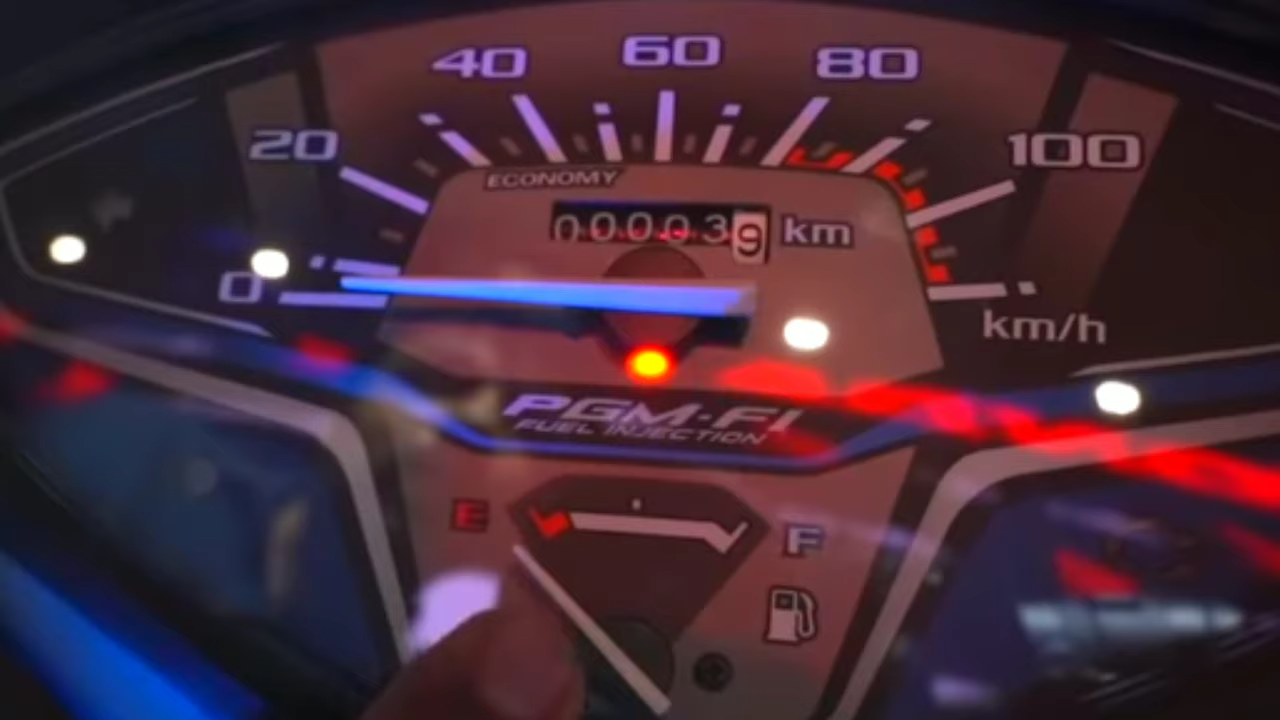 40 60 80
20 100
ECONOMY
000039 km
0
km/h
PGM-FI
FUEL INJECTION
E F